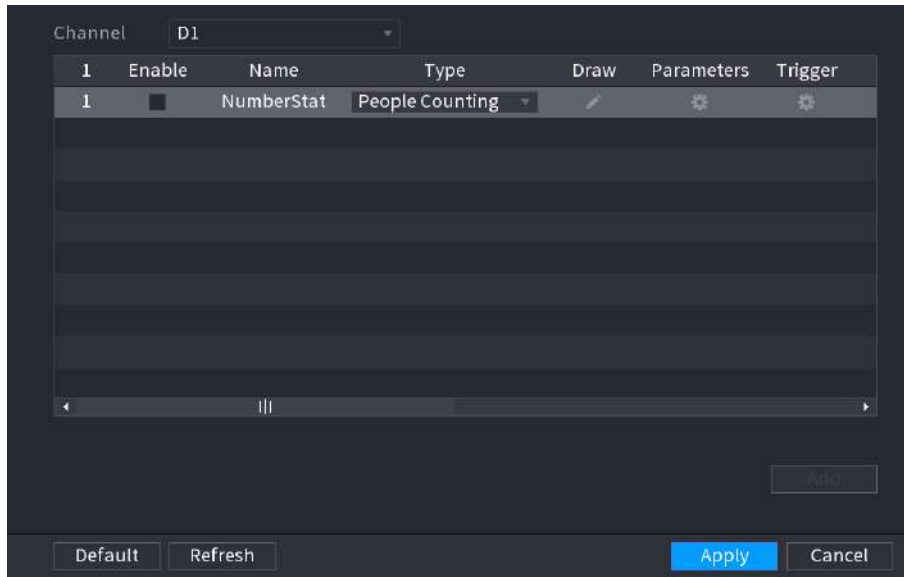 Channel D1
1 Enable Name Type Draw Parameters Trigger
1 NumberStat People Counting
Add
Default Refresh Apply Cancel